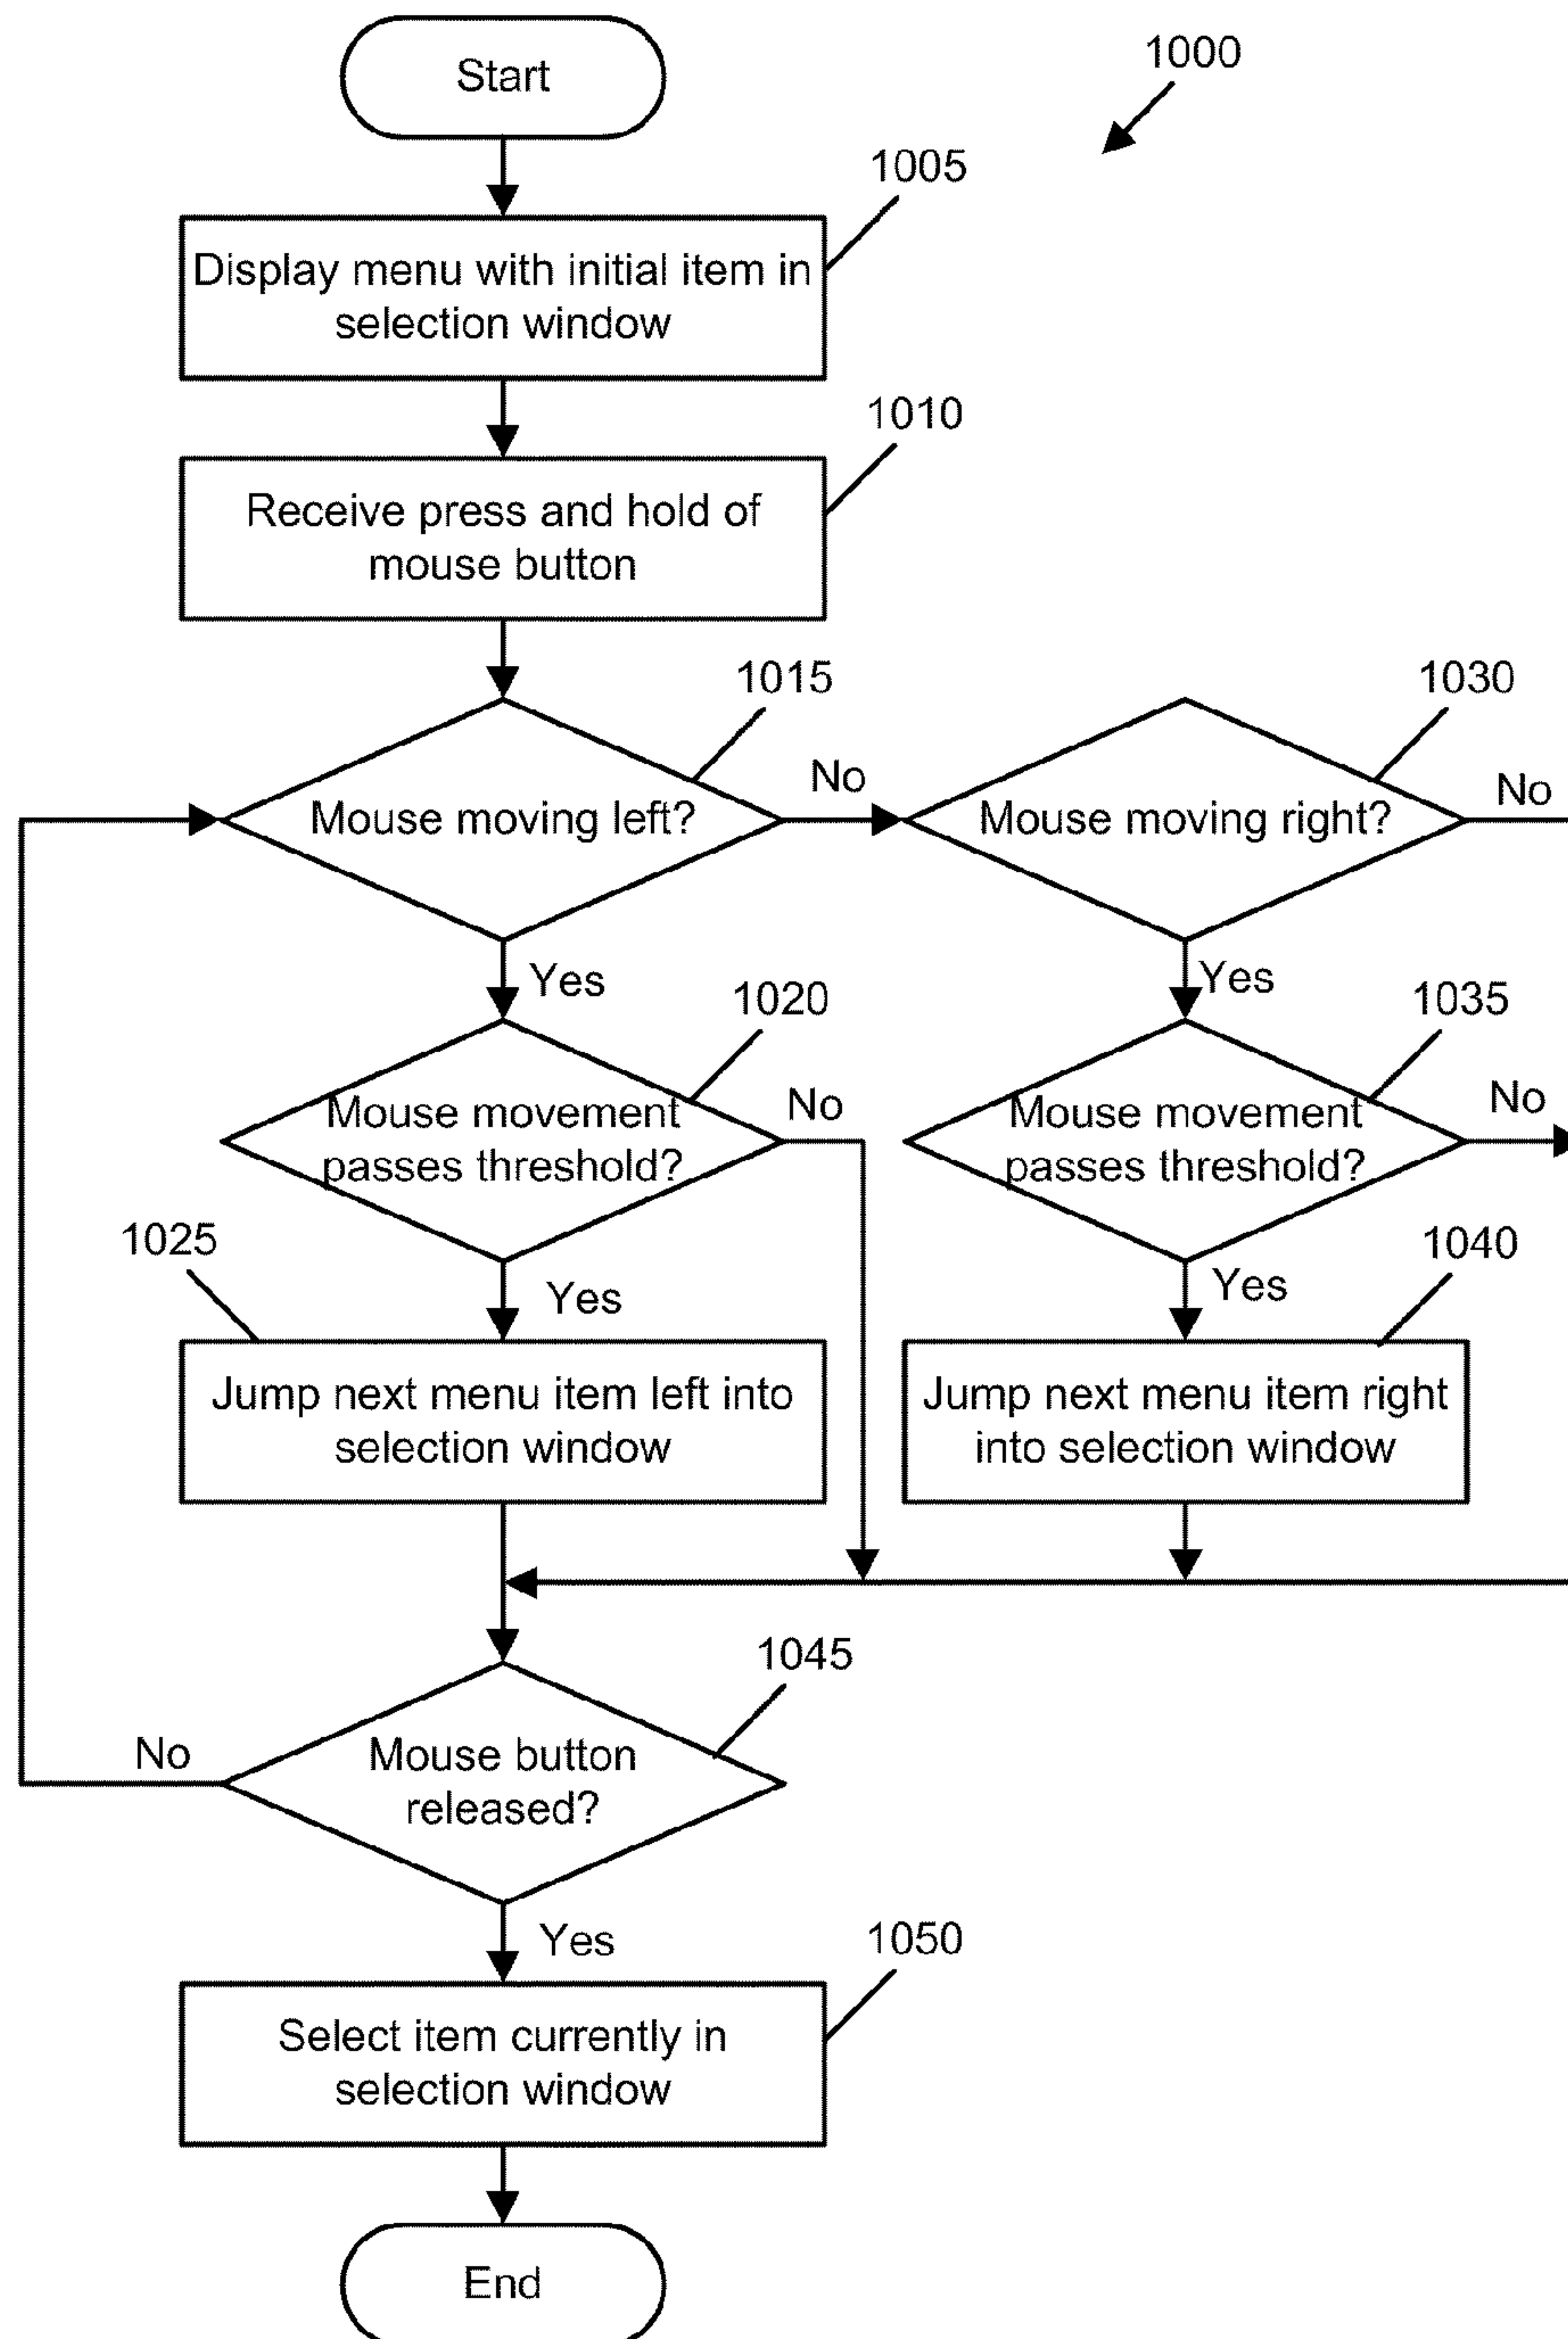 Start
1000
1005
Display menu with initial item in
selection window
1010
Receive press and hold of
mouse button
1015
1030
Mouse moving left?
No
Mouse moving right?
No
Yes
Yes
1020
1035
Mouse movement
passes threshold?
No
Mouse movement
passes threshold?
No
1025
Yes
Yes
1040
Jump next menu item left into
selection window
Jump next menu item right
into selection window
1045
Mouse button
released?
No
Yes
1050
Select item currently in
selection window
End